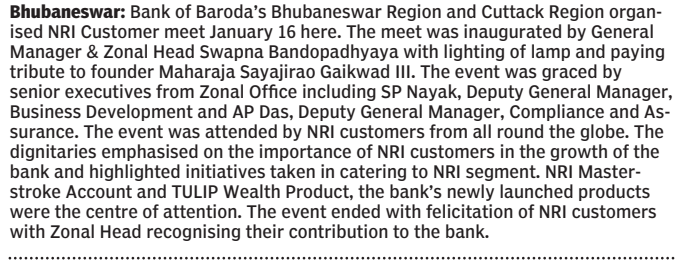 Bhubaneswar: Bank of Baroda's Bhubaneswar Region and Cuttack Region organ-
ised NRI Customer meet January 16 here. The meet was inaugurated by General
Manager & Zonal Head Swapna Bandopadhyaya with lighting of lamp and paying
tribute to founder Maharaja Sayajirao Gaikwad III. The event was graced by
senior executives from Zonal Office including SP Nayak, Deputy General Manager,
Business Development and AP Das, Deputy General Manager, Compliance and As-
surance. The event was attended by NRI customers from all round the globe. The
dignitaries emphasised on the importance of NRI customers in the growth of the
bank and highlighted initiatives taken in catering to NRI segment. NRI Master-
stroke Account and TULIP Wealth Product, the bank's newly launched products
were the centre of attention. The event ended with felicitation of NRI customers
with Zonal Head recognising their contribution to the bank.